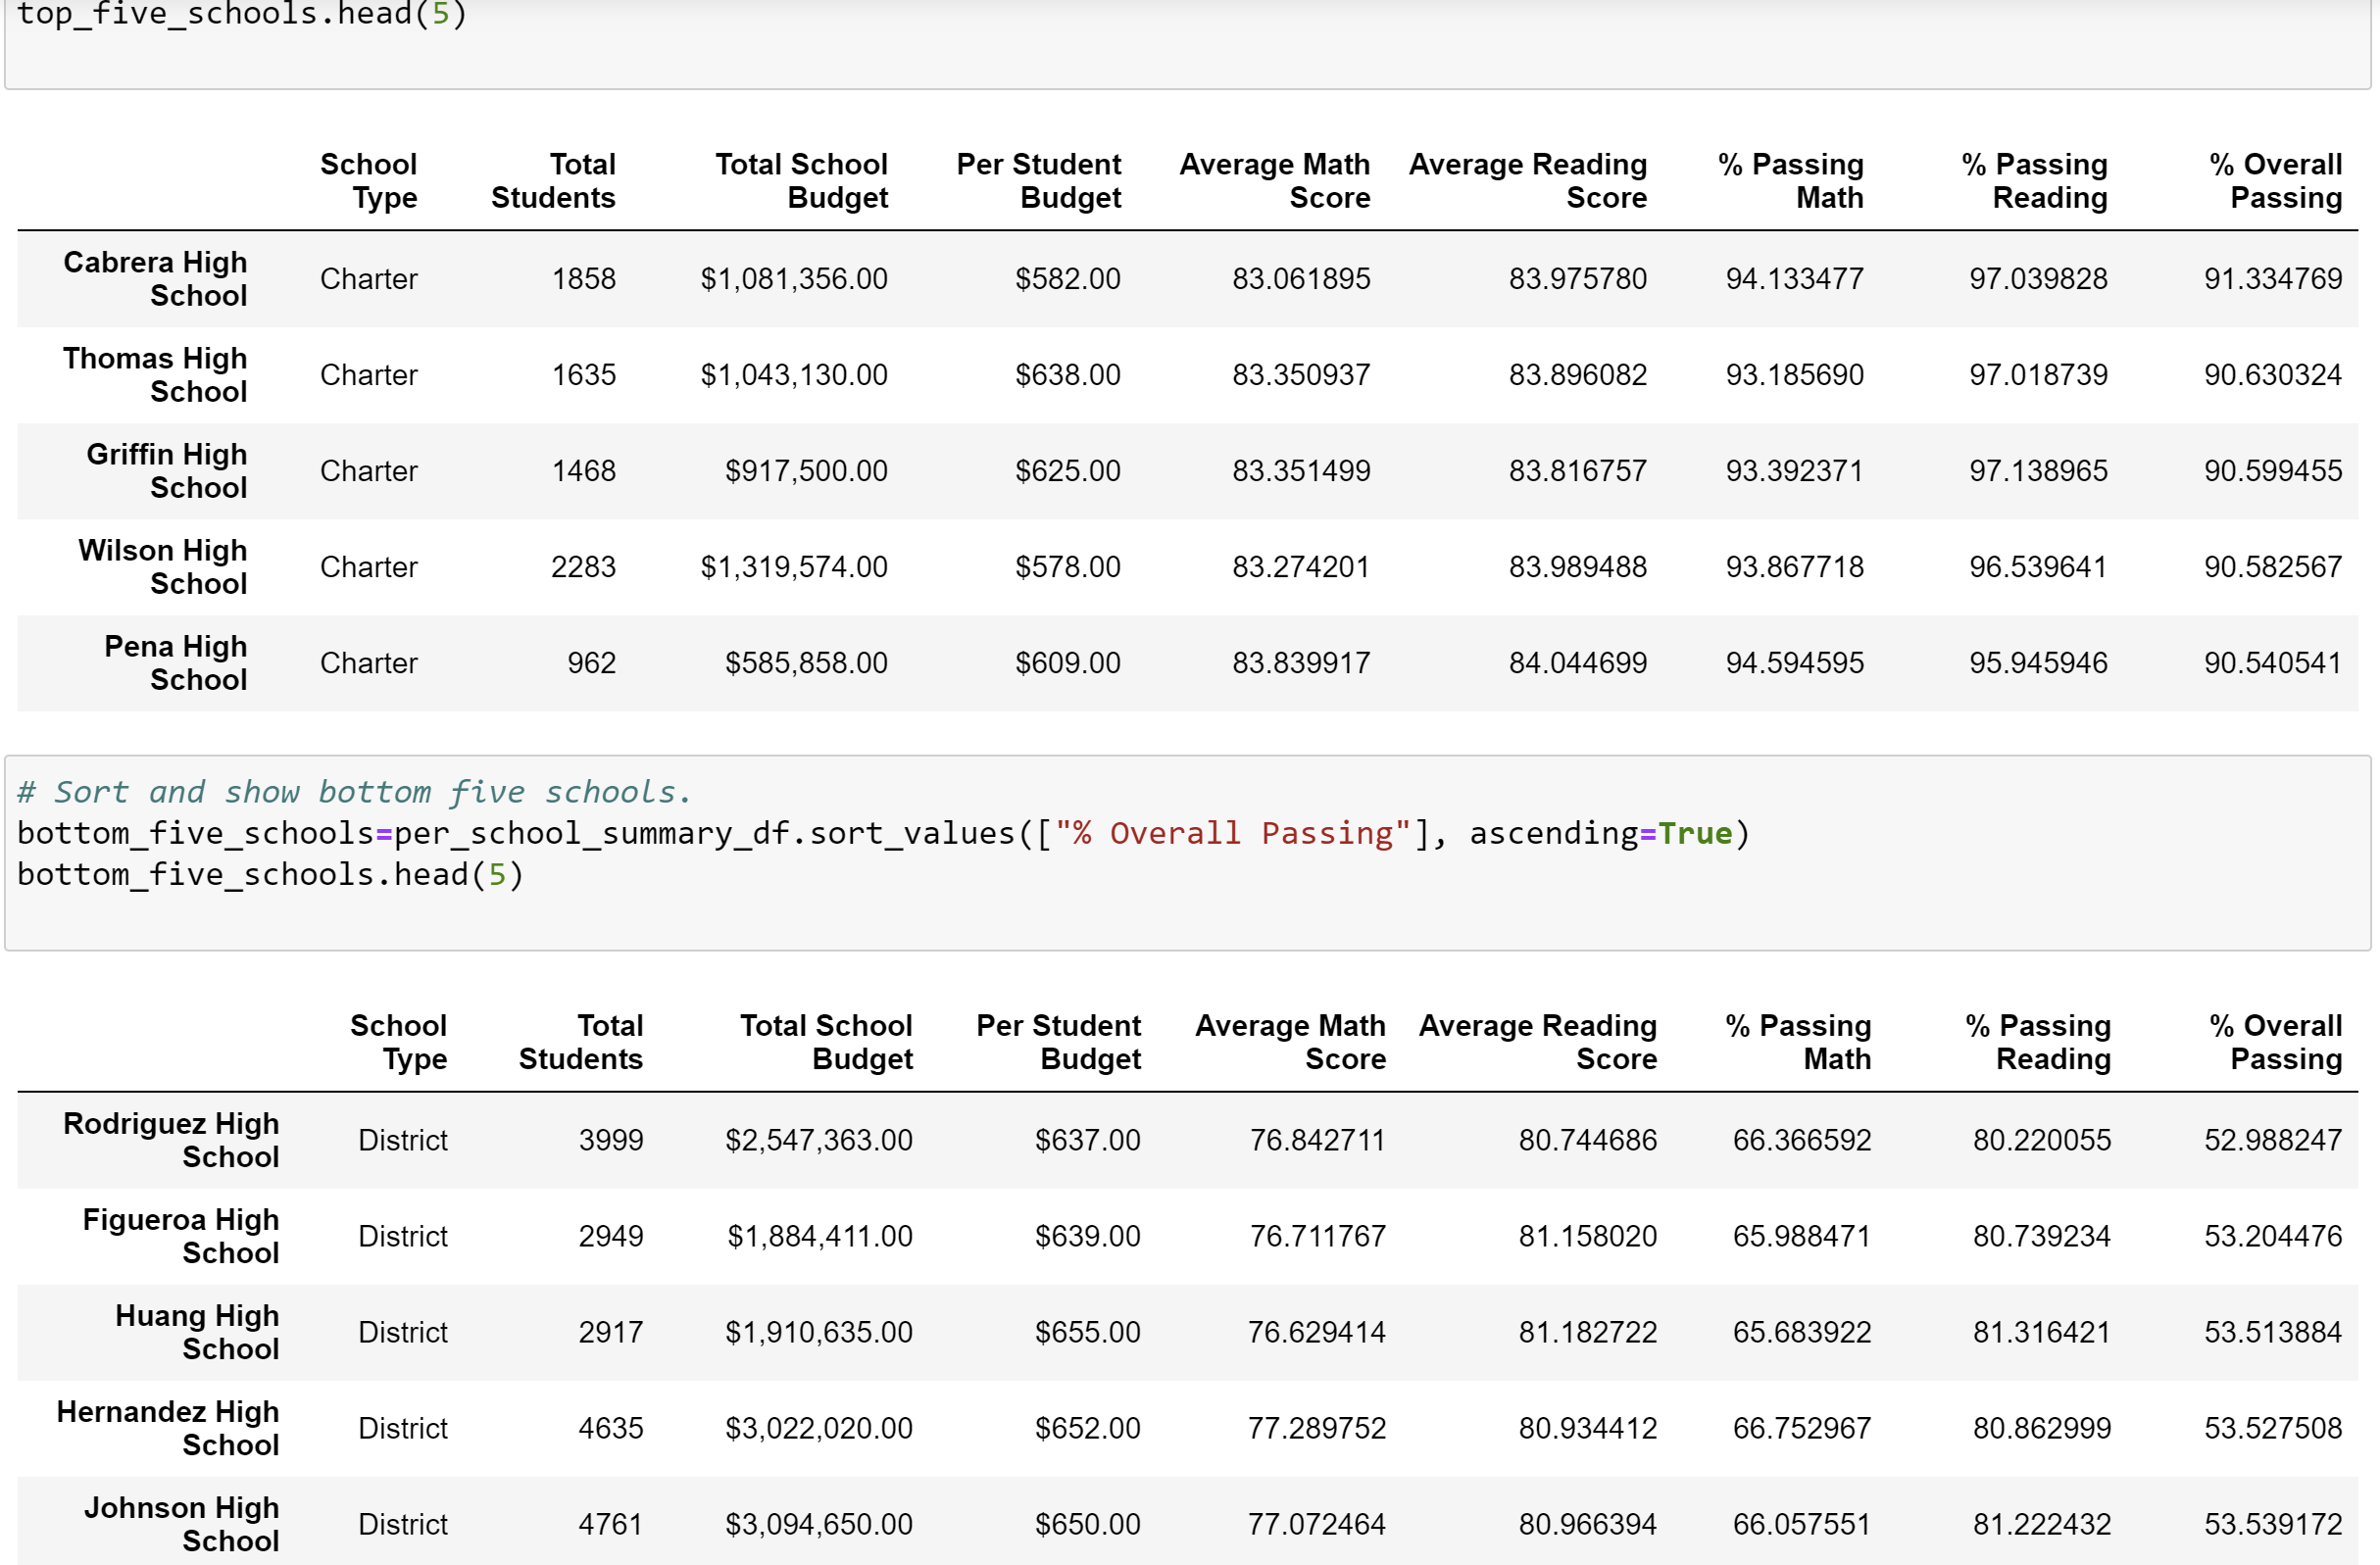 top_five_schools.head(5)
School Type Total Students Total School Budget Per Student Budget Average Math Score Average Reading Score % Passing Math % Passing Reading % Overall Passing
Cabrera High School Charter 1858 $1,081,356.00 $582.00 83.061895 83.975780 94.133477 97.039828 91.334769
Thomas High School Charter 1635 $1,043,130.00 $638.00 83.350937 83.896082 93.185690 97.018739 90.630324
Griffin High School Charter 1468 $917,500.00 $625.00 83.351499 83.816757 93.392371 97.138965 90.599455
Wilson High School Charter 2283 $1,319,574.00 $578.00 83.274201 83.989488 93.867718 96.539641 90.582567
Pena High School Charter 962 $585,858.00 $609.00 83.839917 84.044699 94.594595 95.945946 90.540541
# Sort and show bottom five schools.
bottom_five_schools=per_school_summary_df.sort_values(["% Overall Passing"], ascending=True)
bottom_five_schools.head(5)
School Type Total Students Total School Budget Per Student Budget Average Math Score Average Reading Score % Passing Math % Passing Reading % Overall Passing
Rodriguez High School District 3999 $2,547,363.00 $637.00 76.842711 80.744686 66.366592 80.220055 52.988247
Figueroa High School District 2949 $1,884,411.00 $639.00 76.711767 81.158020 65.988471 80.739234 53.204476
Huang High School District 2917 $1,910,635.00 $655.00 76.629414 81.182722 65.683922 81.316421 53.513884
Hernandez High School District 4635 $3,022,020.00 $652.00 77.289752 80.934412 66.752967 80.862999 53.527508
Johnson High School District 4761 $3,094,650.00 $650.00 77.072464 80.966394 66.057551 81.222432 53.539172